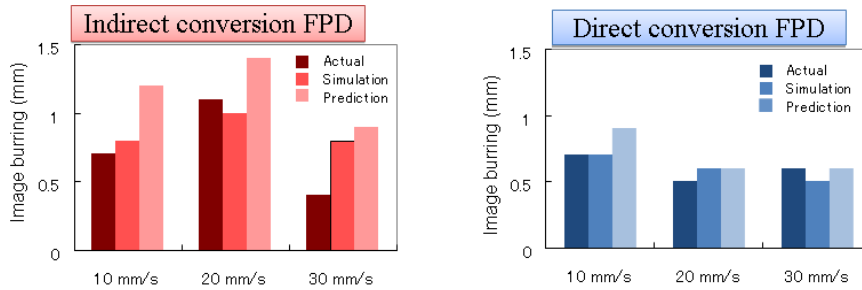 Indirect conversion FPD
1.5
1
0.5
0
Image burring (mm)
Actual
Simulation
Prediction
10 mm/s
20 mm/s
30 mm/s
Direct conversion FPD
1.5
1
0.5
0
Image burring (mm)
Actual
Simulation
Prediction
10 mm/s
20 mm/s
30 mm/s